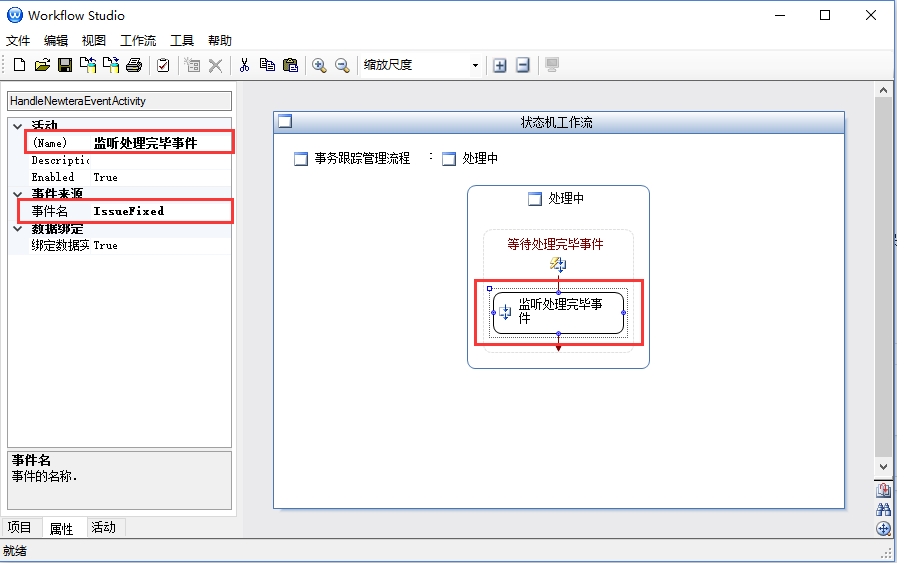 Workflow Studio
文件 编辑 视图 工作流 工具 帮助
缩放尺度
HandleNewteraEventActivity
活动
(Name) 监听处理完毕事件
Descriptic
Enabled True
事件来源
事件名 IssueFixed
数据绑定
绑定数据实 True
事件名
事件的名称.
项目 属性 活动
就绪
状态机工作流
事务跟踪管理流程 : 处理中
处理中
等待处理完毕事件
监听处理完毕事
件